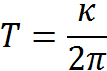 T = κ / 2π